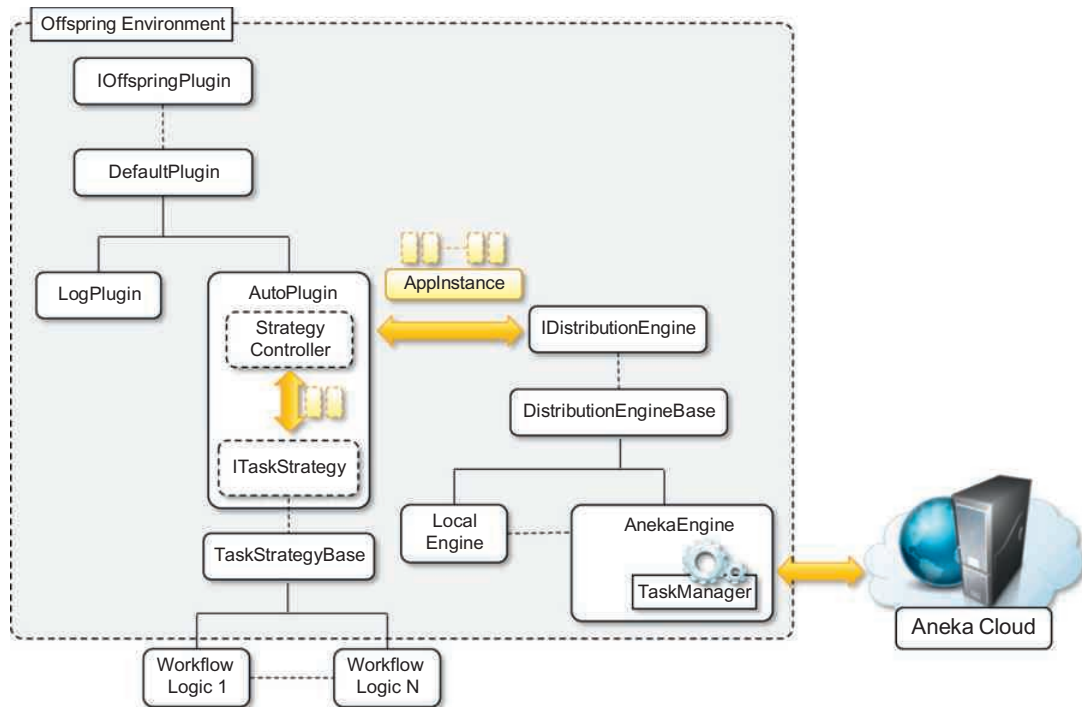 Offspring Environment
IOffspringPlugin
DefaultPlugin
LogPlugin
AutoPlugin
Strategy
Controller
ITaskStrategy
TaskStrategyBase
Workflow
Logic 1
Workflow
Logic N
AppInstance
IDistributionEngine
DistributionEngineBase
Local
Engine
AnekaEngine
TaskManager
Aneka Cloud